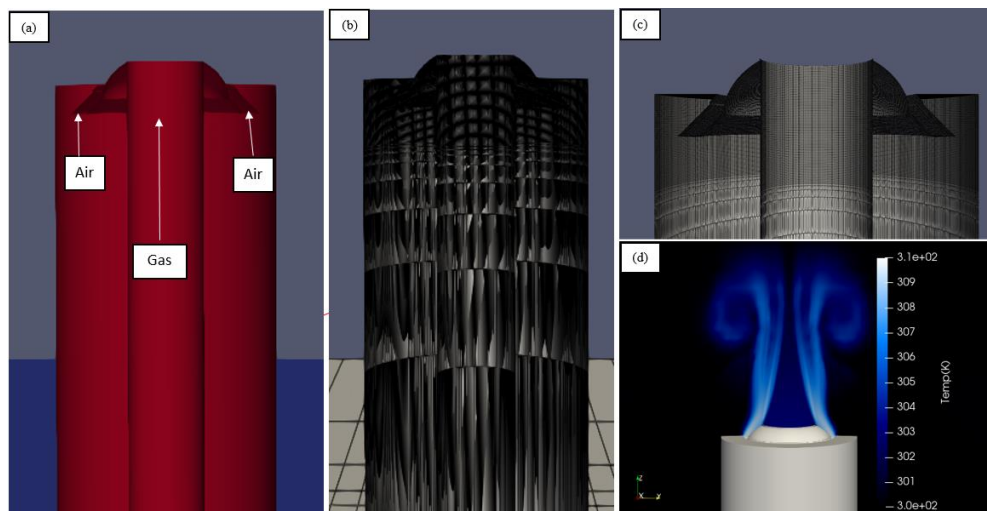 (a)
Air
Air
Gas
(b)
(c)
(d)
3.1e+02
309
308
307
306
305
304
303
302
301
3.0e+02
Temp(K)
Z
X
Y